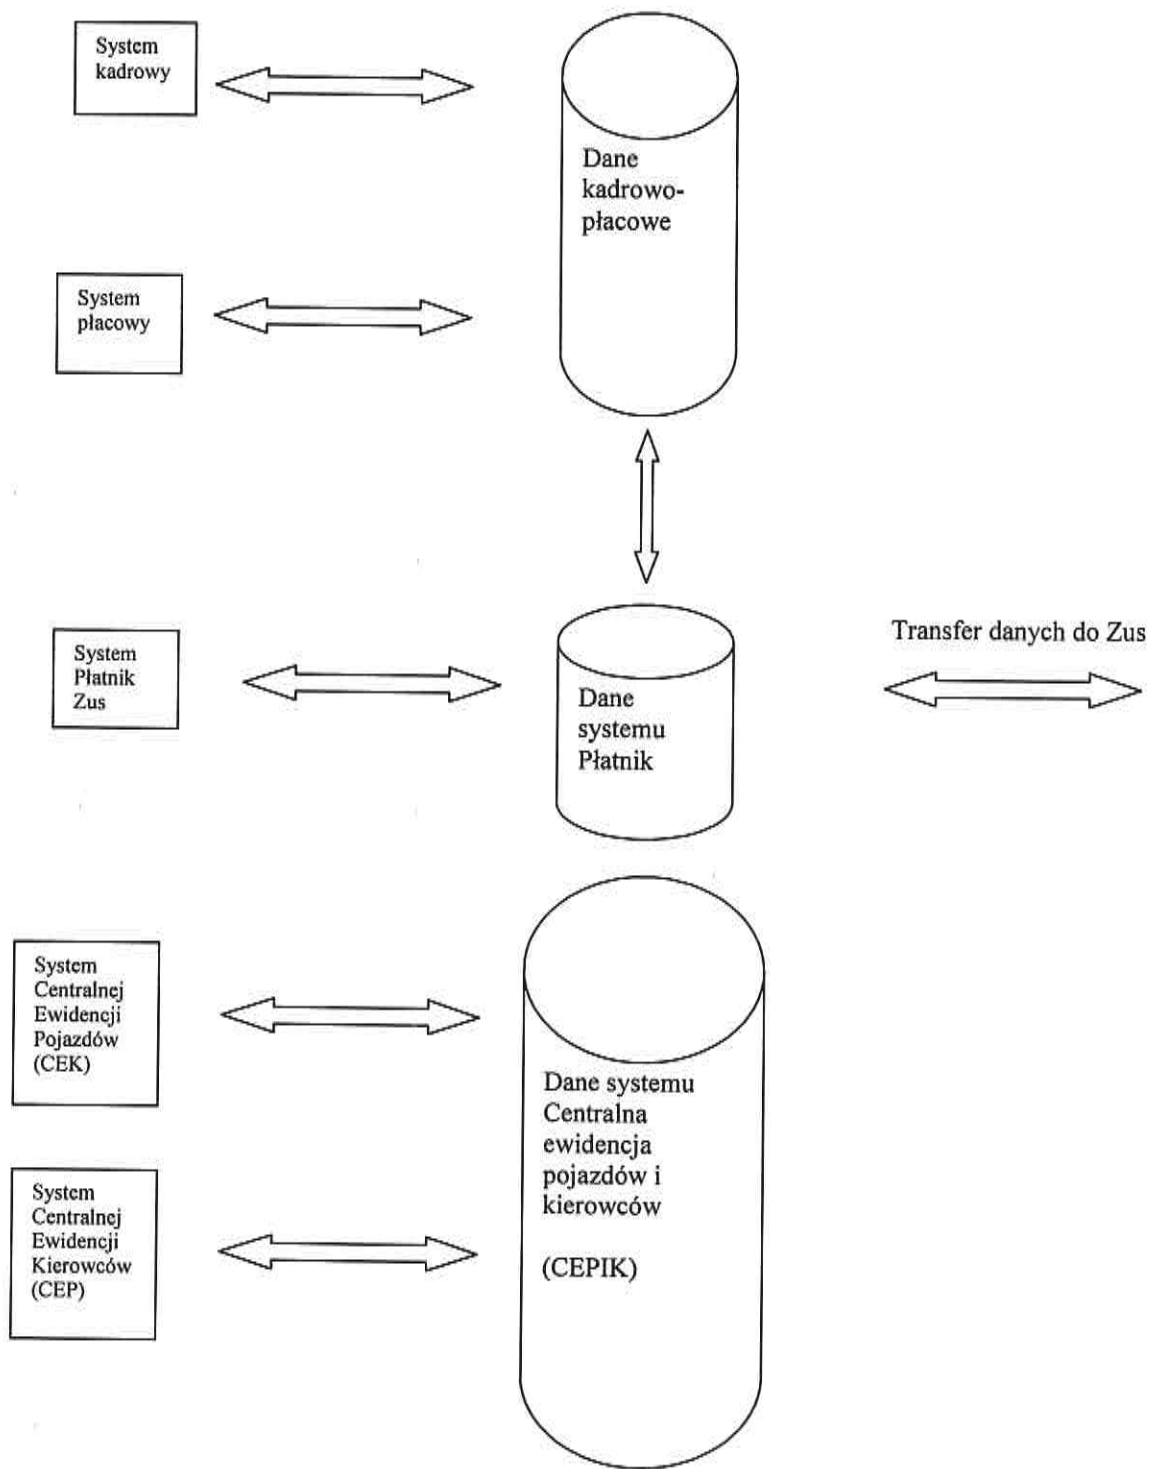 System
kadrowy
Dane
kadrowo-
płacowe
System
płacowy
System
Płatnik
Zus
Dane
systemu
Płatnik
Transfer danych do Zus
System
Centralnej
Ewidencji
Pojazdów
(CEK)
Dane systemu
Centralna
ewidencja
pojazdów i
kierowców
(CEPIK)
System
Centralnej
Ewidencji
Kierowców
(CEP)